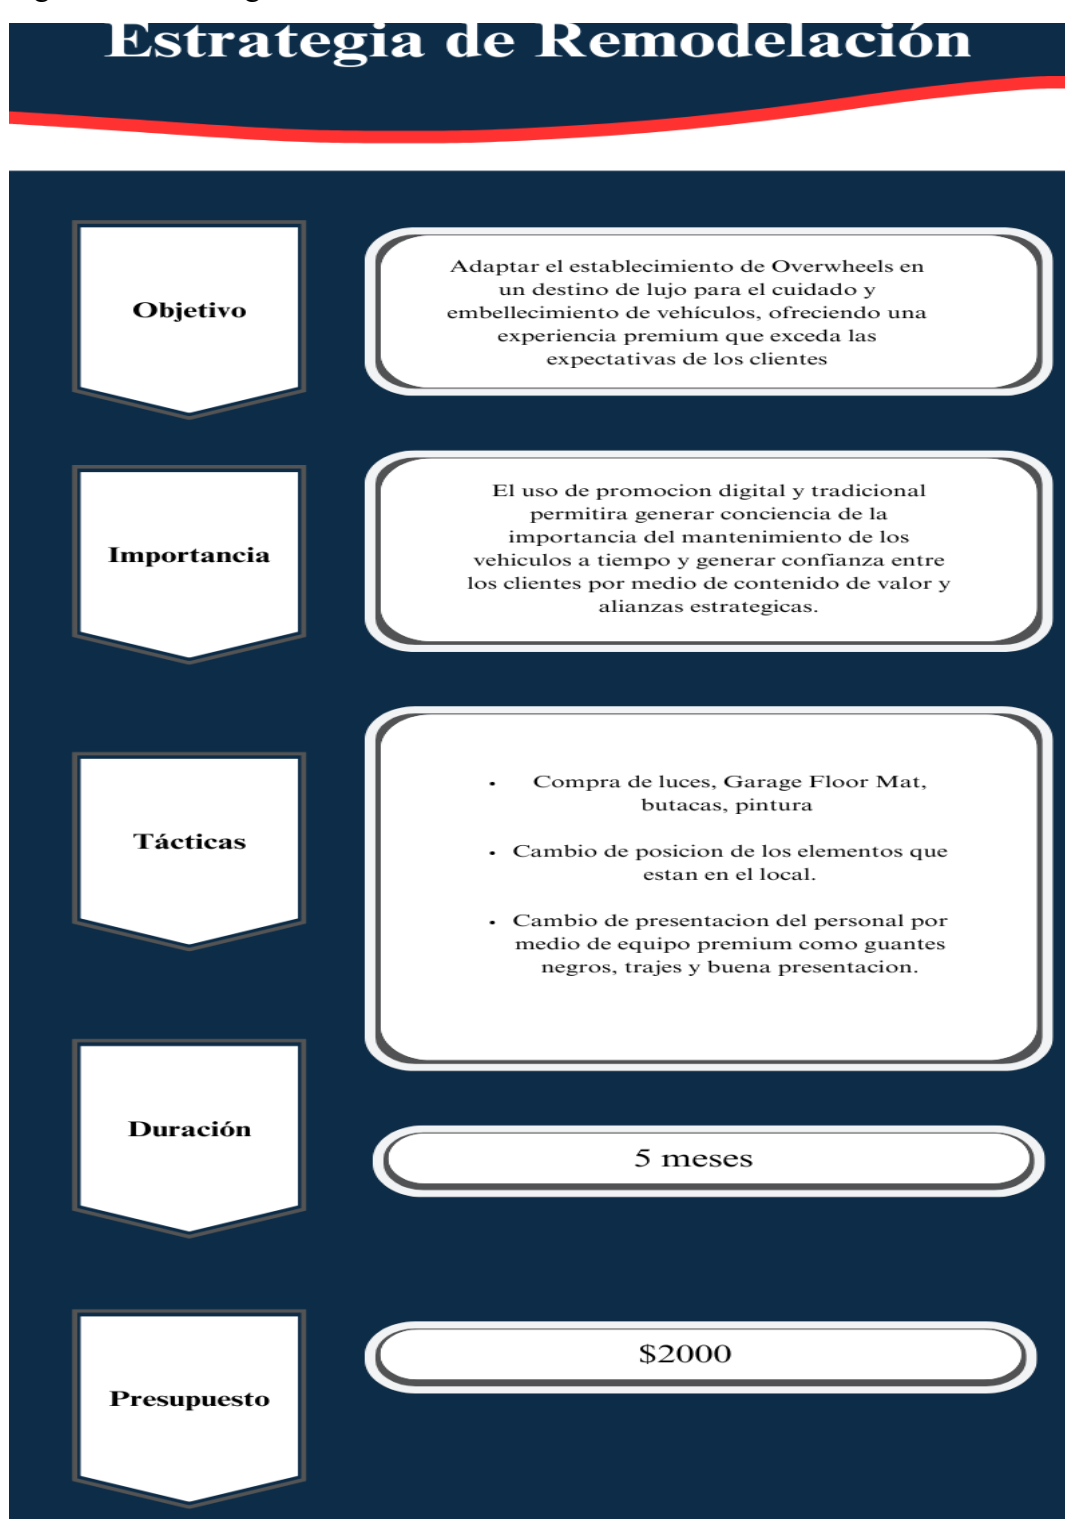 Estrategia de Remodelación
Objetivo
Adaptar el establecimiento de Overwheels en
un destino de lujo para el cuidado y
embellecimiento de vehículos, ofreciendo una
experiencia premium que exceda las
expectativas de los clientes
Importancia
El uso de promocion digital y tradicional
permitira generar conciencia de la
importancia del mantenimiento de los
vehiculos a tiempo y generar confianza entre
los clientes por medio de contenido de valor y
alianzas estrategicas.
Tácticas
• Compra de luces, Garage Floor Mat,
butacas, pintura
• Cambio de posicion de los elementos que
estan en el local.
• Cambio de presentacion del personal por
medio de equipo premium como guantes
negros, trajes y buena presentacion.
Duración
5 meses
Presupuesto
$2000